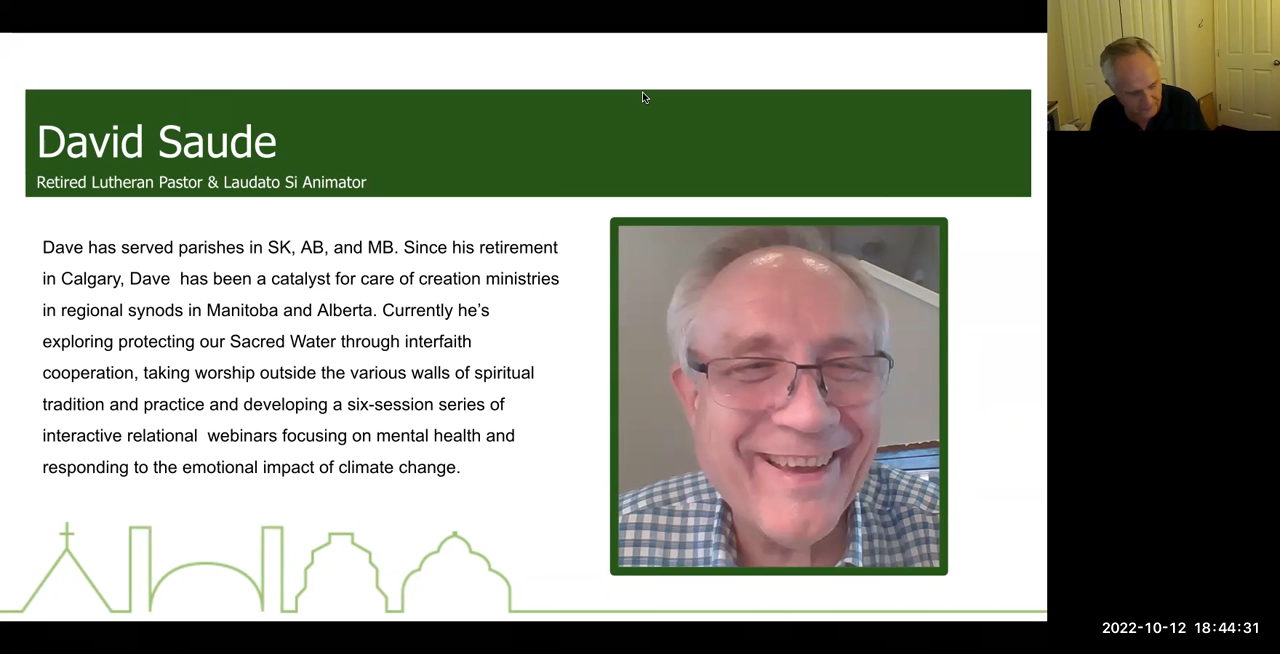 David Saude
Retired Lutheran Pastor & Laudato Si Animator
Dave has served parishes in SK, AB, and MB. Since his retirement
in Calgary, Dave  has been a catalyst for care of creation ministries
in regional synods in Manitoba and Alberta. Currently he’s
exploring protecting our Sacred Water through interfaith
cooperation, taking worship outside the various walls of spiritual
tradition and practice and developing a six-session series of
interactive relational  webinars focusing on mental health and
responding to the emotional impact of climate change.
2022-10-12 18:44:31